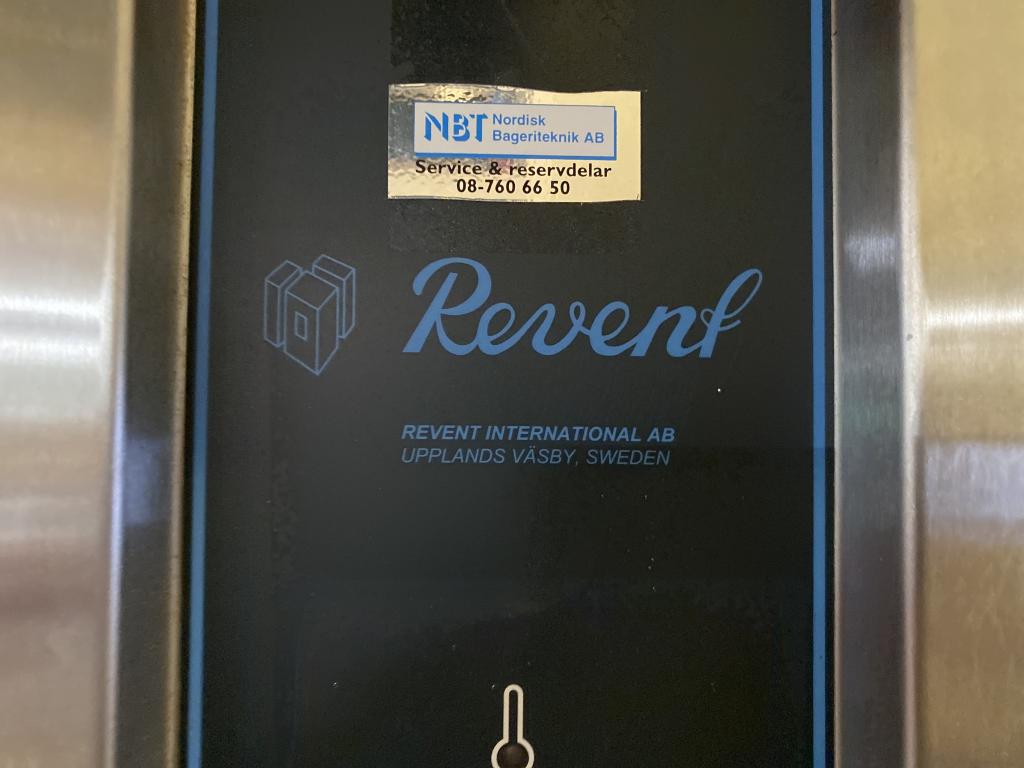 NBT Nordisk
Bageriteknik AB
Service & reservdelar
08-760 66 50
Revent
REVENT INTERNATIONAL AB
UPPLANDS VÄSBY, SWEDEN